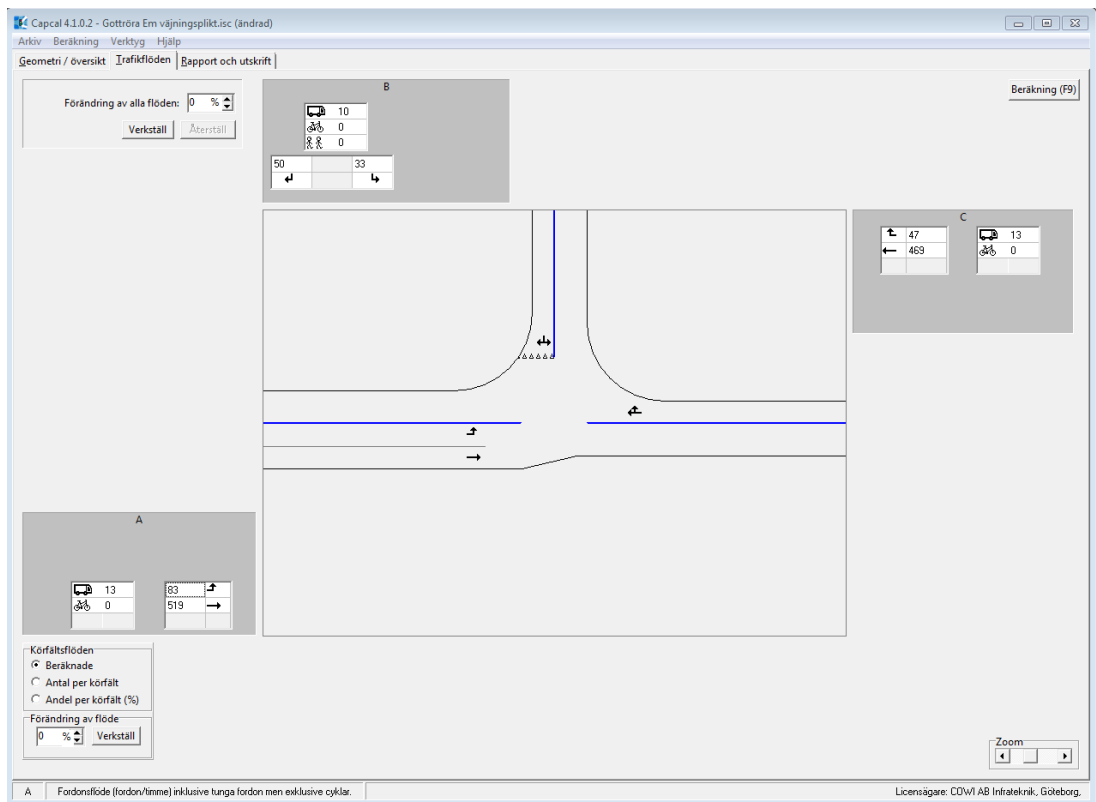 Capcal 4.1.0.2 - Gottröra Em väjningsplikt.isc (ändrad)
Arkiv Beräkning Verktyg Hjälp
Geometri / översikt Trafikflöden Rapport och utskrift
Förändring av alla flöden: 0 %
Verkställ Återställ
B
10
0
0
50 33
Beräkning (F9)
C
47 13
469 0
A
13 83
0 519
Körfältsflöden
Beräknade
Antal per körfält
Andel per körfält (%)
Förändring av flöde
0 % Verkställ
Zoom
A Fordonsflöde (fordon/timme) inklusive tunga fordon men exklusive cyklar. Licensägare: COWI AB Infrateknik, Göteborg,